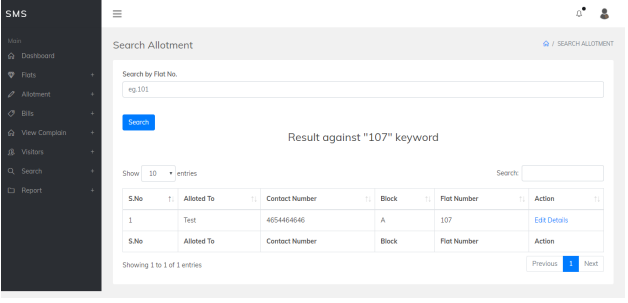 SMS
Main
Dashboard
Flats +
Allotment +
Bills +
View Complain +
Visitors +
Search +
Report +
Search Allotment
/ SEARCH ALLOTMENT
Search by Flat No.
eg.101
Search
Result against "107" keyword
Show 10 entries
Search:
S.No Alloted To Contact Number Block Flat Number Action
1 Test 4654464646 A 107 Edit Details
S.No Alloted To Contact Number Block Flat Number Action
Showing 1 to 1 of 1 entries
Previous 1 Next